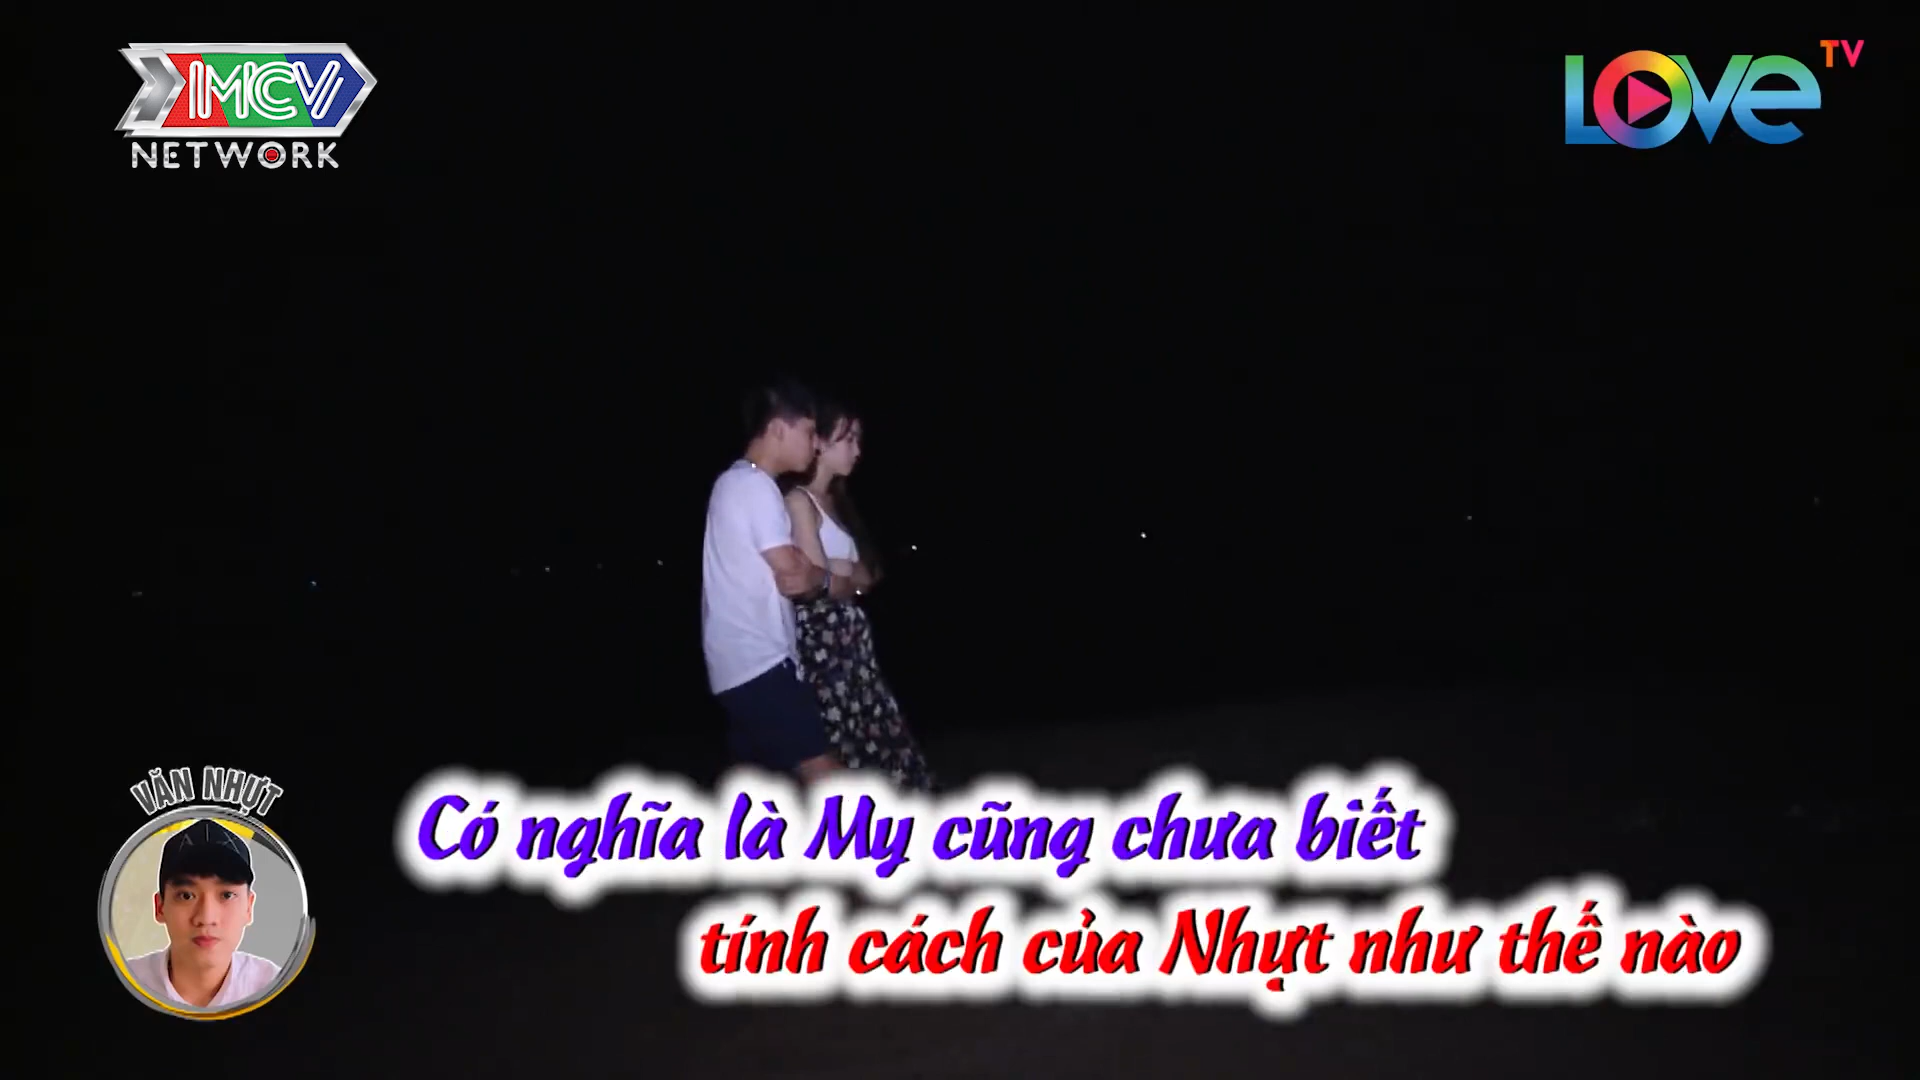 MCV
NETWORK
LOVE TV
VĂN NHỰT
Có nghĩa là My cũng chưa biết
tính cách của Nhựt như thế nào